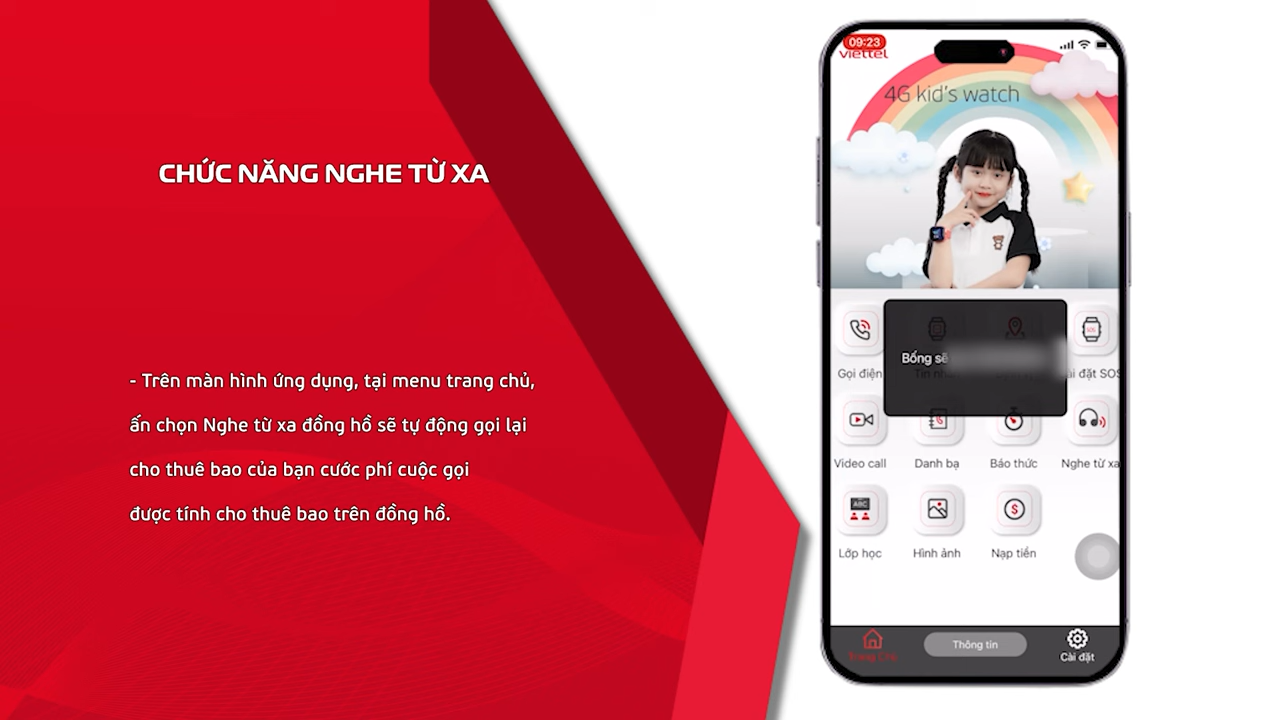 CHỨC NĂNG NGHE TỪ XA
- Trên màn hình ứng dụng, tại menu trang chủ,
ấn chọn Nghe từ xa đồng hồ sẽ tự động gọi lại
cho thuê bao của bạn cước phí cuộc gọi
được tính cho thuê bao trên đồng hồ.
09:23
viettel
4G kid's watch
Bống sẽ
Gọi điện
đặt SOS
Video call
Danh bạ
Báo thức
Nghe từ xa
Lớp học
Hình ảnh
Nạp tiền
Trang Chủ
Thông tin
Cài đặt